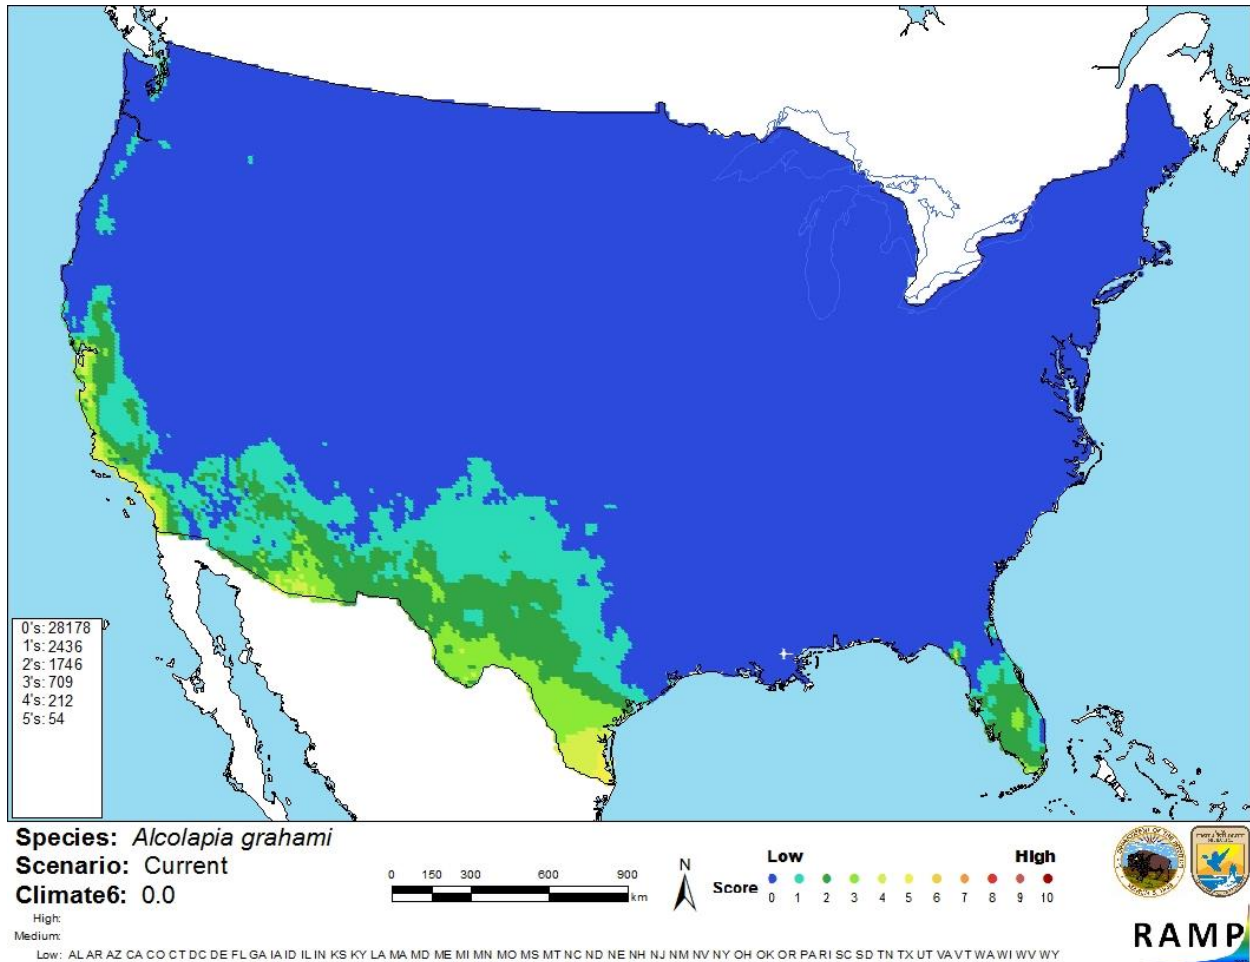 0's: 28178
1's: 2436
2's: 1746
3's: 709
4's: 212
5's: 54
Species: Alcolapia grahami
Scenario: Current
Climate6: 0.0
High:
Medium:
Low: AL AR AZ CA CO CT DC DE FL GA IA ID IL IN KS KY LA MA MD ME MI MN MO MS MT NC ND NE NH NJ NM NV NY OH OK OR PA RI SC SD TN TX UT VA VT WA WI WV WY
0 150 300 600 900
km
N
Low High
Score 0 1 2 3 4 5 6 7 8 9 10
RAMP